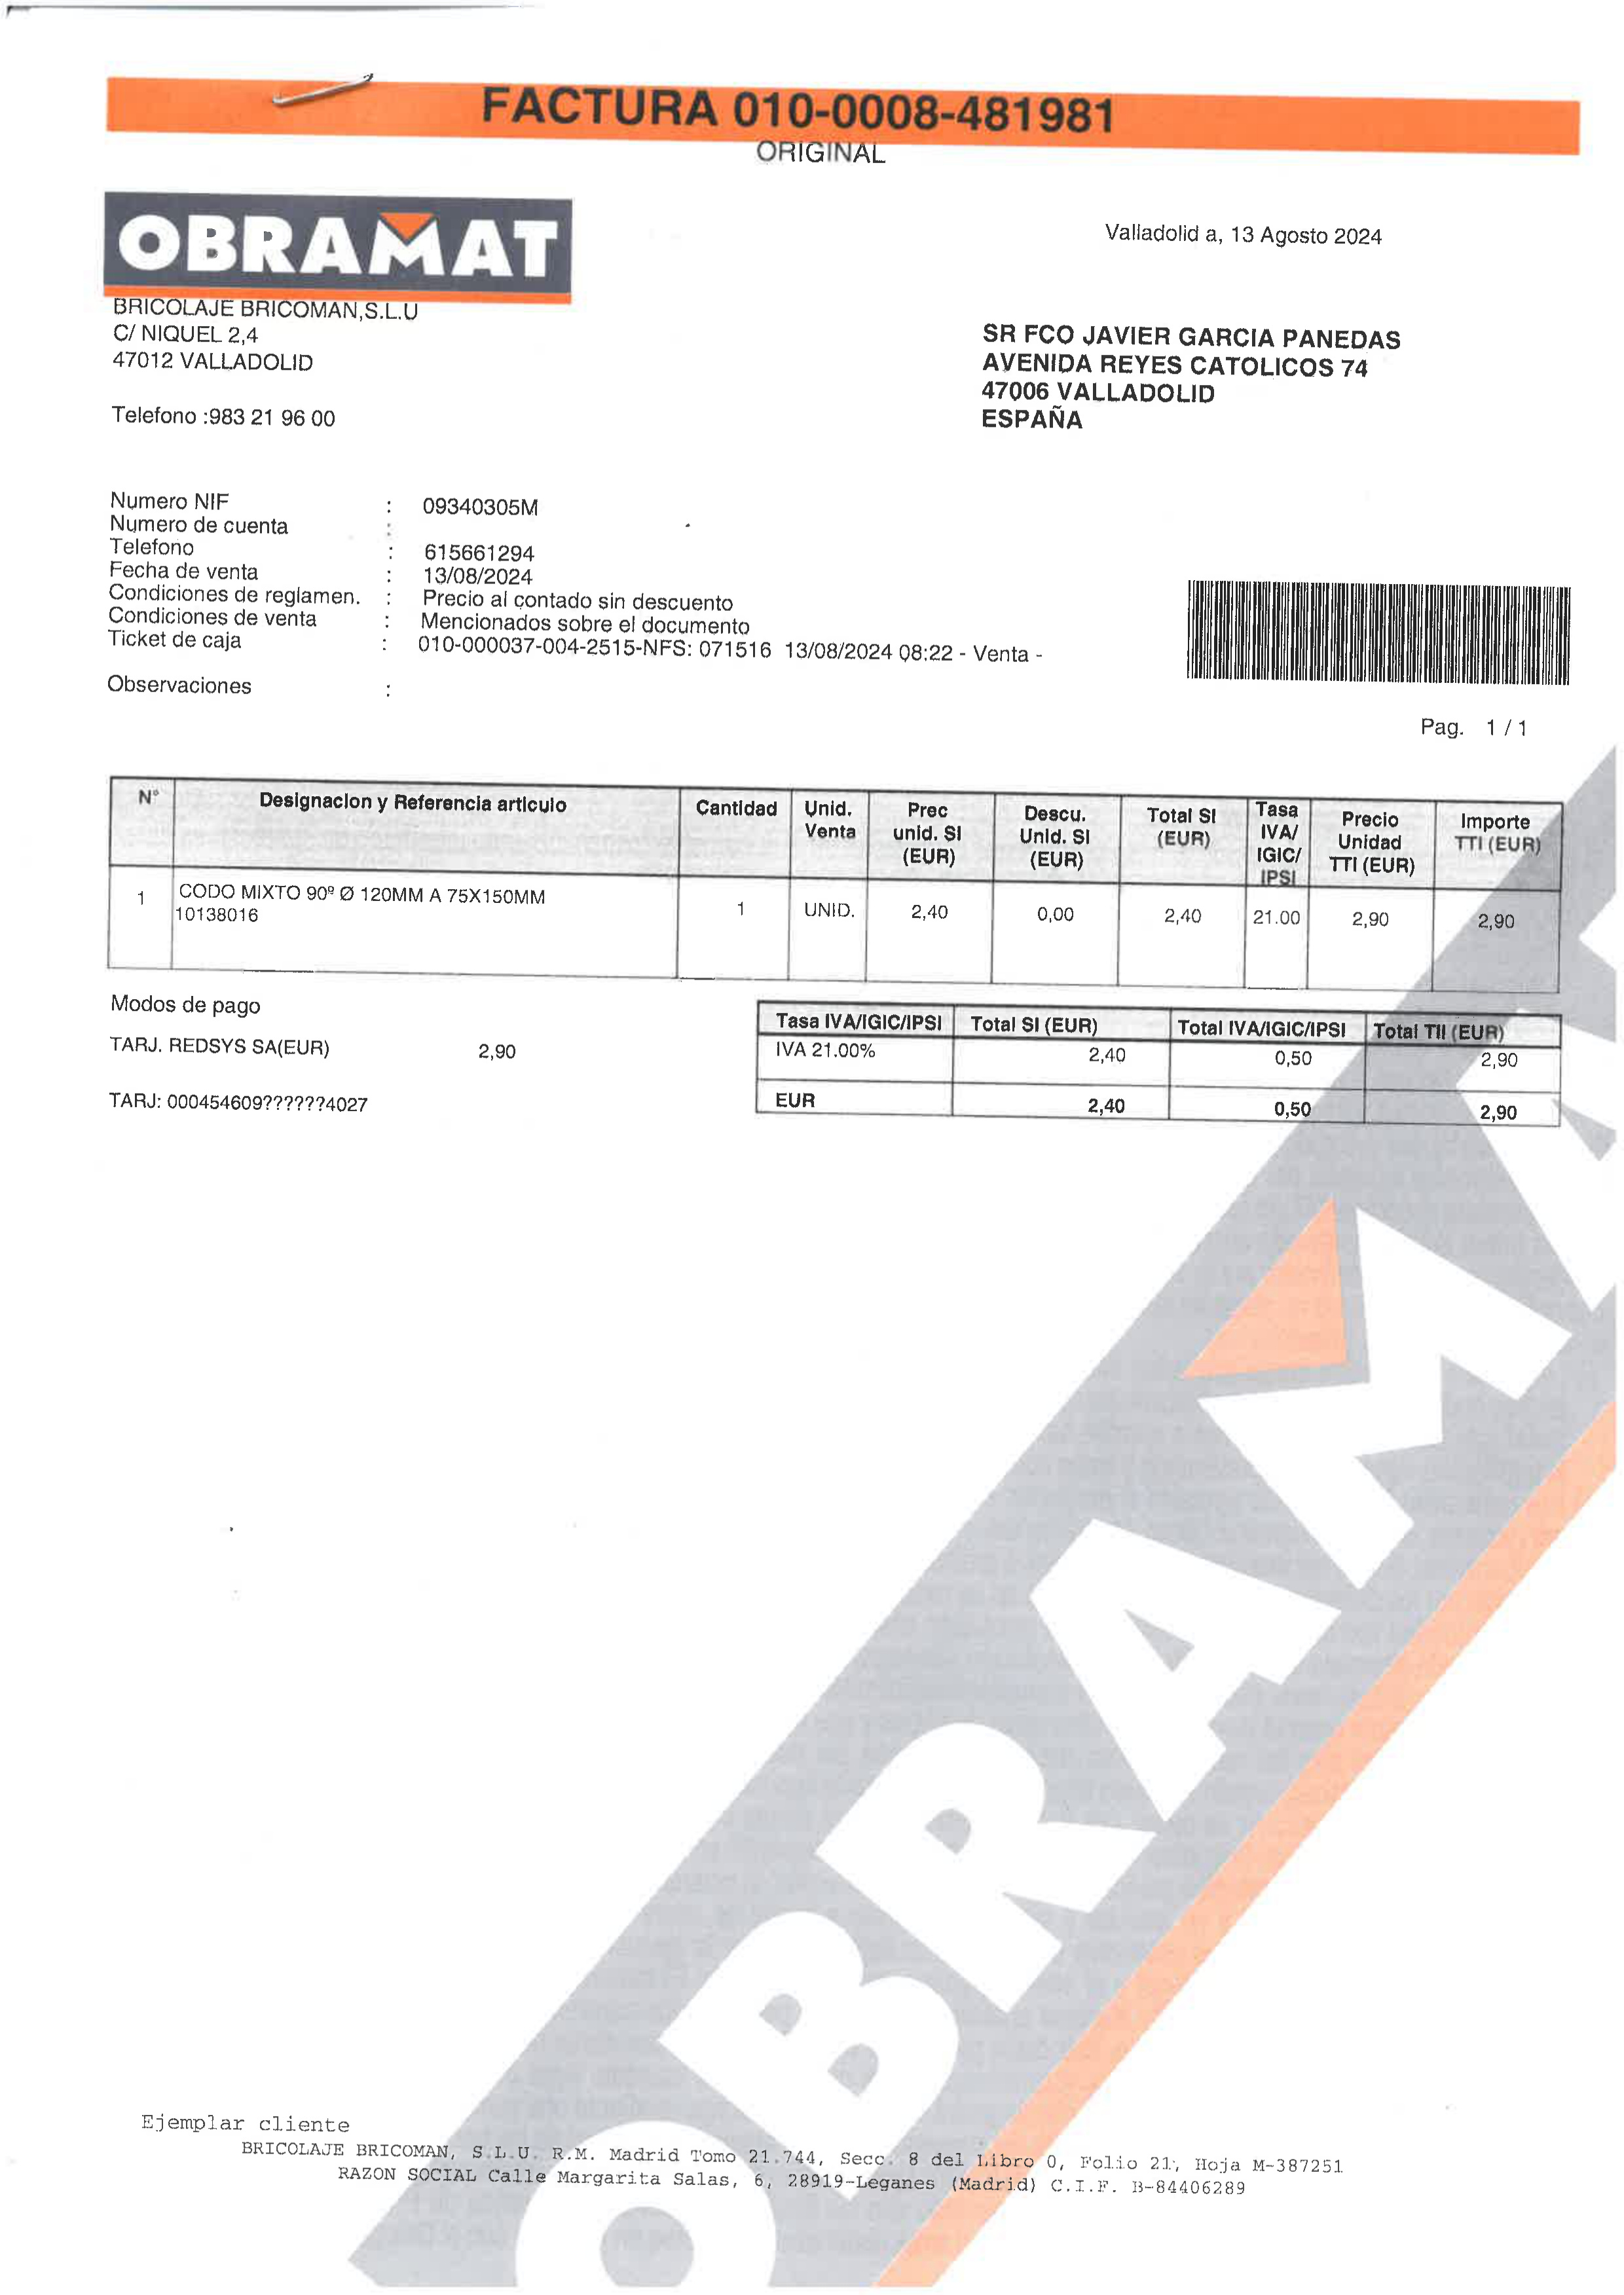 FACTURA 010-0008-481981
ORIGINAL
OBRAMAT
Valladolid a, 13 Agosto 2024
BRICOLAJE BRICOMAN,S.L.U
C/ NIQUEL 2,4
47012 VALLADOLID
Telefono :983 21 96 00
SR FCO JAVIER GARCIA PANEDAS
AVENIDA REYES CATOLICOS 74
47006 VALLADOLID
ESPAÑA
Numero NIF : 09340305M
Numero de cuenta :
Telefono : 615661294
Fecha de venta : 13/08/2024
Condiciones de reglamen. : Precio al contado sin descuento
Condiciones de venta : Mencionados sobre el documento
Ticket de caja : 010-000037-004-2515-NFS: 071516 13/08/2024 08:22 - Venta -
Observaciones :
Pag. 1 / 1
Nº Designacion y Referencia articulo Cantidad Unid. Venta Prec unid. SI (EUR) Descu. Unid. SI (EUR) Total SI (EUR) Tasa IVA/ IGIC/ IPSI Precio Unidad TTI (EUR) Importe TTI (EUR)
1 CODO MIXTO 90º Ø 120MM A 75X150MM 1 UNID. 2,40 0,00 2,40 21.00 2,90 2,90
10138016
Modos de pago
TARJ. REDSYS SA(EUR) 2,90
TARJ: 000454609??????4027
Tasa IVA/IGIC/IPSI Total SI (EUR) Total IVA/IGIC/IPSI Total TII (EUR)
IVA 21.00% 2,40 0,50 2,90
EUR 2,40 0,50 2,90
OBRAMA
Ejemplar cliente
BRICOLAJE BRICOMAN, S.L.U. R.M. Madrid Tomo 21.744, Secc. 8 del Libro 0, Folio 21, Hoja M-387251
RAZON SOCIAL Calle Margarita Salas, 6, 28919-Leganes (Madrid) C.I.F. B-84406289